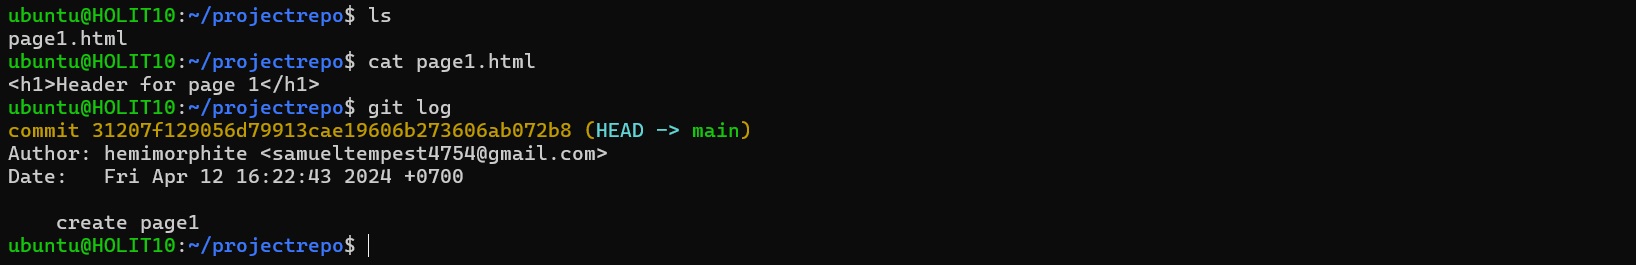 ubuntu@HOLIT10:~/projectrepo$ ls
page1.html
ubuntu@HOLIT10:~/projectrepo$ cat page1.html
<h1>Header for page 1</h1>
ubuntu@HOLIT10:~/projectrepo$ git log
commit 31207f129056d79913cae19606b273606ab072b8 (HEAD -> main)
Author: hemimorphite <samueltempest4754@gmail.com>
Date:   Fri Apr 12 16:22:43 2024 +0700

    create page1
ubuntu@HOLIT10:~/projectrepo$